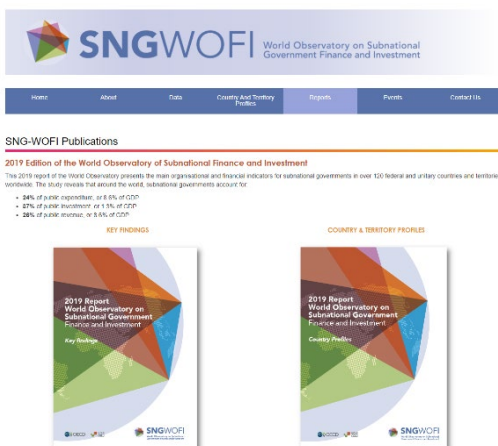 SNGWOFI
World Observatory on Subnational
Government Finance and Investment
Home About Data Country And Territory Profiles Reports Events Contact Us
SNG-WOFI Publications
2019 Edition of the World Observatory of Subnational Finance and Investment
This 2019 report of the World Observatory presents the main organisational and financial indicators for subnational governments in over 120 federal and unitary countries and territories
worldwide. The study reveals that around the world, subnational governments account for
24% of public expenditure, or 8.6% of GDP
of public investment, or 1.3% of GDP
of public revenue, or 8.6% of GDP
KEY FINDINGS
COUNTRY & TERRITORY PROFILES
2019 Report
World Observatory on
Subnational Government
Finance and Investment
Key findings
OECD
SNGWOFI
2019 Report
World Observatory on
Subnational Government
Finance and Investment
Country Profiles
OECD
SNGWOFI